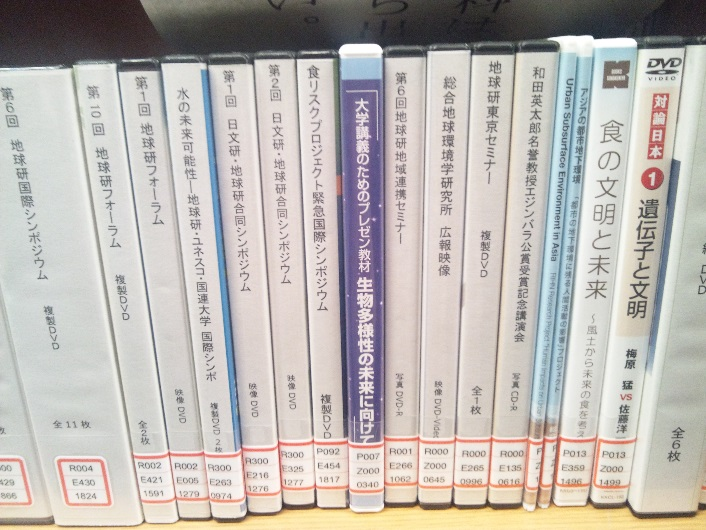 第6回 地球研国際シンポジウム
全11枚
R004
E430
1824
第10回 地球研フォーラム
複製DVD
第1回 地球研フォーラム
全2枚
R002
E421
1591
水の未来可能性―地球研・ユネスコ・国連大学 国際シンポ
映像DVD
R002
E005
1279
第1回 日文研・地球研合同シンポジウム
複製DVD 2枚
R300
E263
0974
第2回 日文研・地球研合同シンポジウム
映像DVD
R300
E216
1276
食リスクプロジェクト緊急国際シンポジウム
映像DVD
R300
E325
1277
複製DVD
P092
E454
1817
大学講義のためのプレゼン教材 生物多様性の未来に向けて
P007
Z000
0340
第6回地球研地域連携セミナー
写真DVD-R
R001
E266
1062
総合地球環境学研究所 広報映像
映像DVD-Video
R000
Z000
0645
地球研東京セミナー
複製DVD
全1枚
R000
E265
0996
和田英太郎名誉教授エジンバラ公賞受賞記念講演会
写真CD-R
R000
E135
0616
Urban Subsurface Environment in Asia
アジアの都市地下環境
P013
E359
1496
食の文明と未来
～風土から未来の食を考え
P013
Z000
1499
DVD
VIDEO
対論日本
1
遺伝子と文明
梅原 猛 VS 佐藤洋一
全6枚